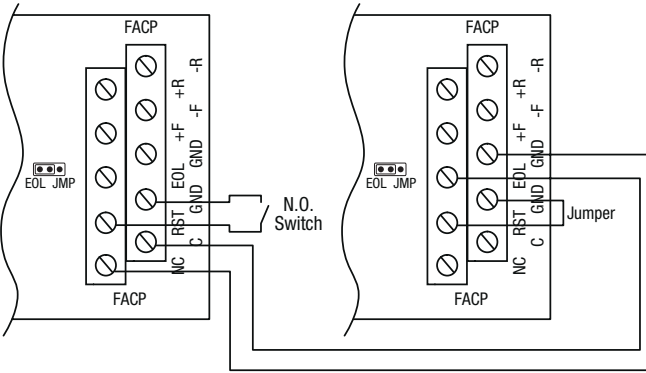 FACP
-R
+R
-F
+F
GND
EOL
GND
RST
C
NC
EOL JMP
N.O.
Switch
FACP
FACP
-R
+R
-F
+F
GND
EOL
GND
RST
C
NC
EOL JMP
Jumper
FACP